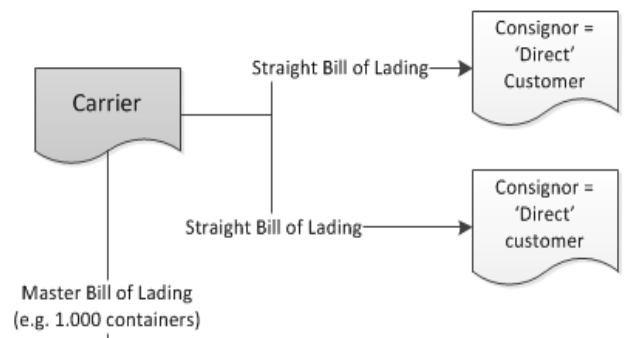 Consignor =
‘Direct’
Customer
Straight Bill of Lading
Carrier
Consignor =
‘Direct’
customer
Straight Bill of Lading
Master Bill of Lading
(e.g. 1.000 containers)